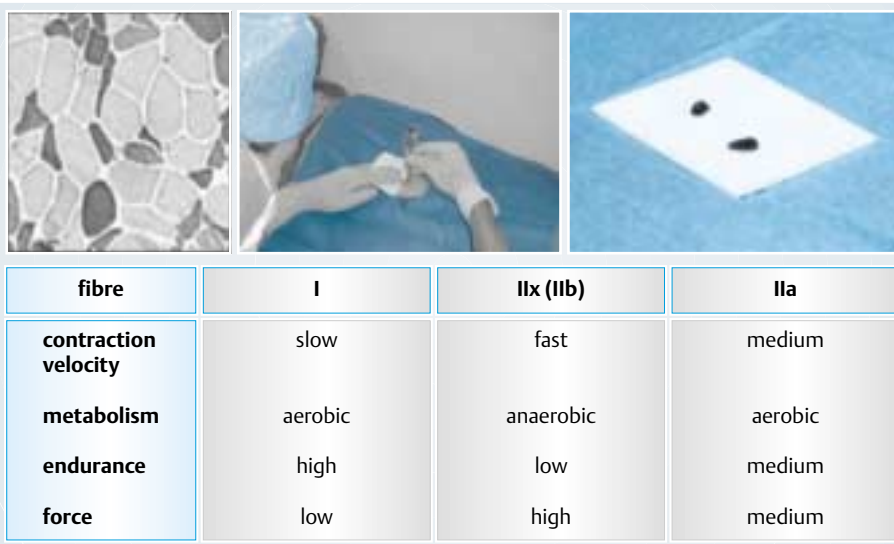 fibre I IIx (IIb) IIa
contraction velocity slow fast medium
metabolism aerobic anaerobic aerobic
endurance high low medium
force low high medium